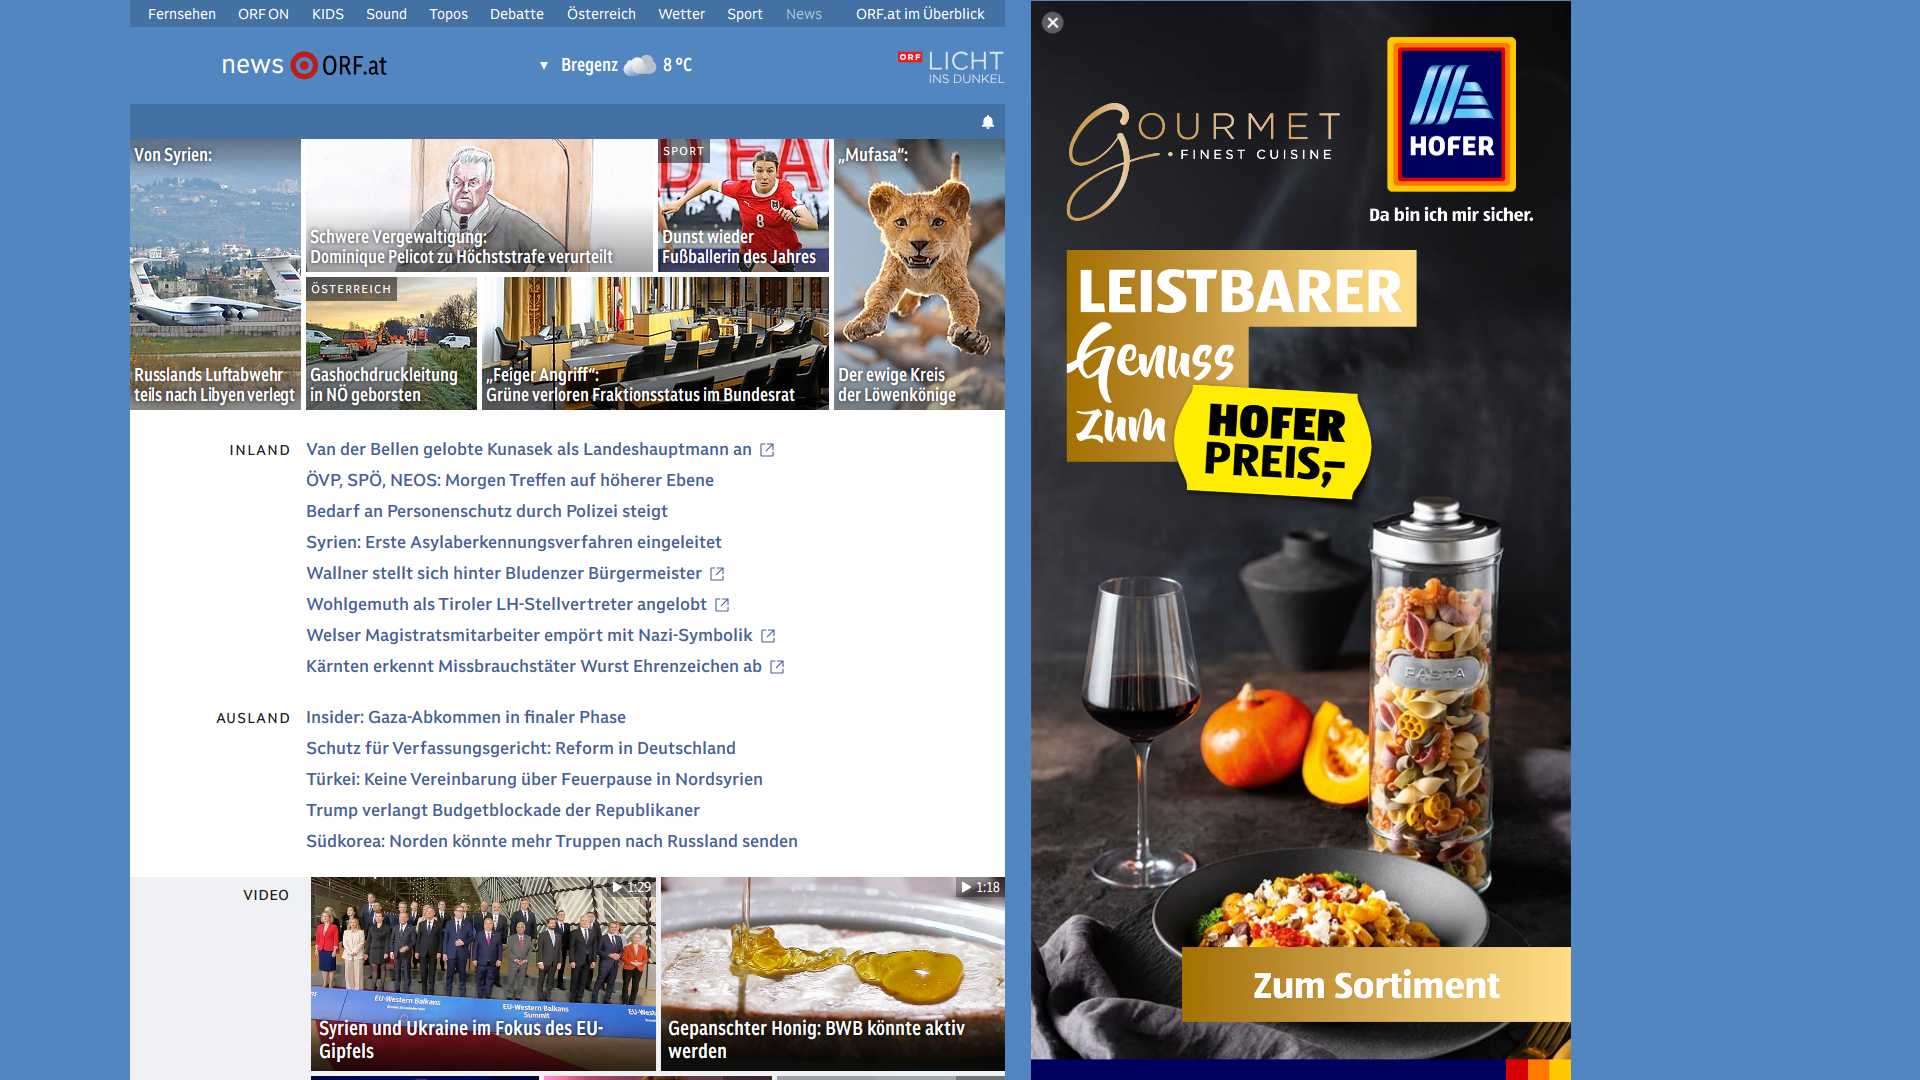 Fernsehen ORF ON KIDS Sound Topos Debatte Österreich Wetter Sport News ORF.at im Überblick
news ORF.at
Bregenz 8 °C
ORF LICHT
INS DUNKEL
Von Syrien:
Russlands Luftabwehr
teils nach Libyen verlegt
Schwere Vergewaltigung:
Dominique Pelicot zu Höchststrafe verurteilt
SPORT
Dunst wieder
Fußballerin des Jahres
„Mufasa“:
Der ewige Kreis
der Löwenkönige
ÖSTERREICH
Gashochdruckleitung
in NÖ geborsten
„Feiger Angriff“:
Grüne verloren Fraktionsstatus im Bundesrat
INLAND
Van der Bellen gelobte Kunasek als Landeshauptmann an
ÖVP, SPÖ, NEOS: Morgen Treffen auf höherer Ebene
Bedarf an Personenschutz durch Polizei steigt
Syrien: Erste Asylaberkennungsverfahren eingeleitet
Wallner stellt sich hinter Bludenzer Bürgermeister
Wohlgemuth als Tiroler LH-Stellvertreter angelobt
Welser Magistratsmitarbeiter empört mit Nazi-Symbolik
Kärnten erkennt Missbrauchstäter Wurst Ehrenzeichen ab
AUSLAND
Insider: Gaza-Abkommen in finaler Phase
Schutz für Verfassungsgericht: Reform in Deutschland
Türkei: Keine Vereinbarung über Feuerpause in Nordsyrien
Trump verlangt Budgetblockade der Republikaner
Südkorea: Norden könnte mehr Truppen nach Russland senden
VIDEO
1:29
EU-Western Balkans
EU-Western Balkans
Summit
Syrien und Ukraine im Fokus des EU-
Gipfels
1:18
Gepanschter Honig: BWB könnte aktiv
werden
GOURMET
FINEST CUISINE
HOFER
Da bin ich mir sicher.
LEISTBARER
Genuss
zum
HOFER
PREIS,-
PASTA
Zum Sortiment